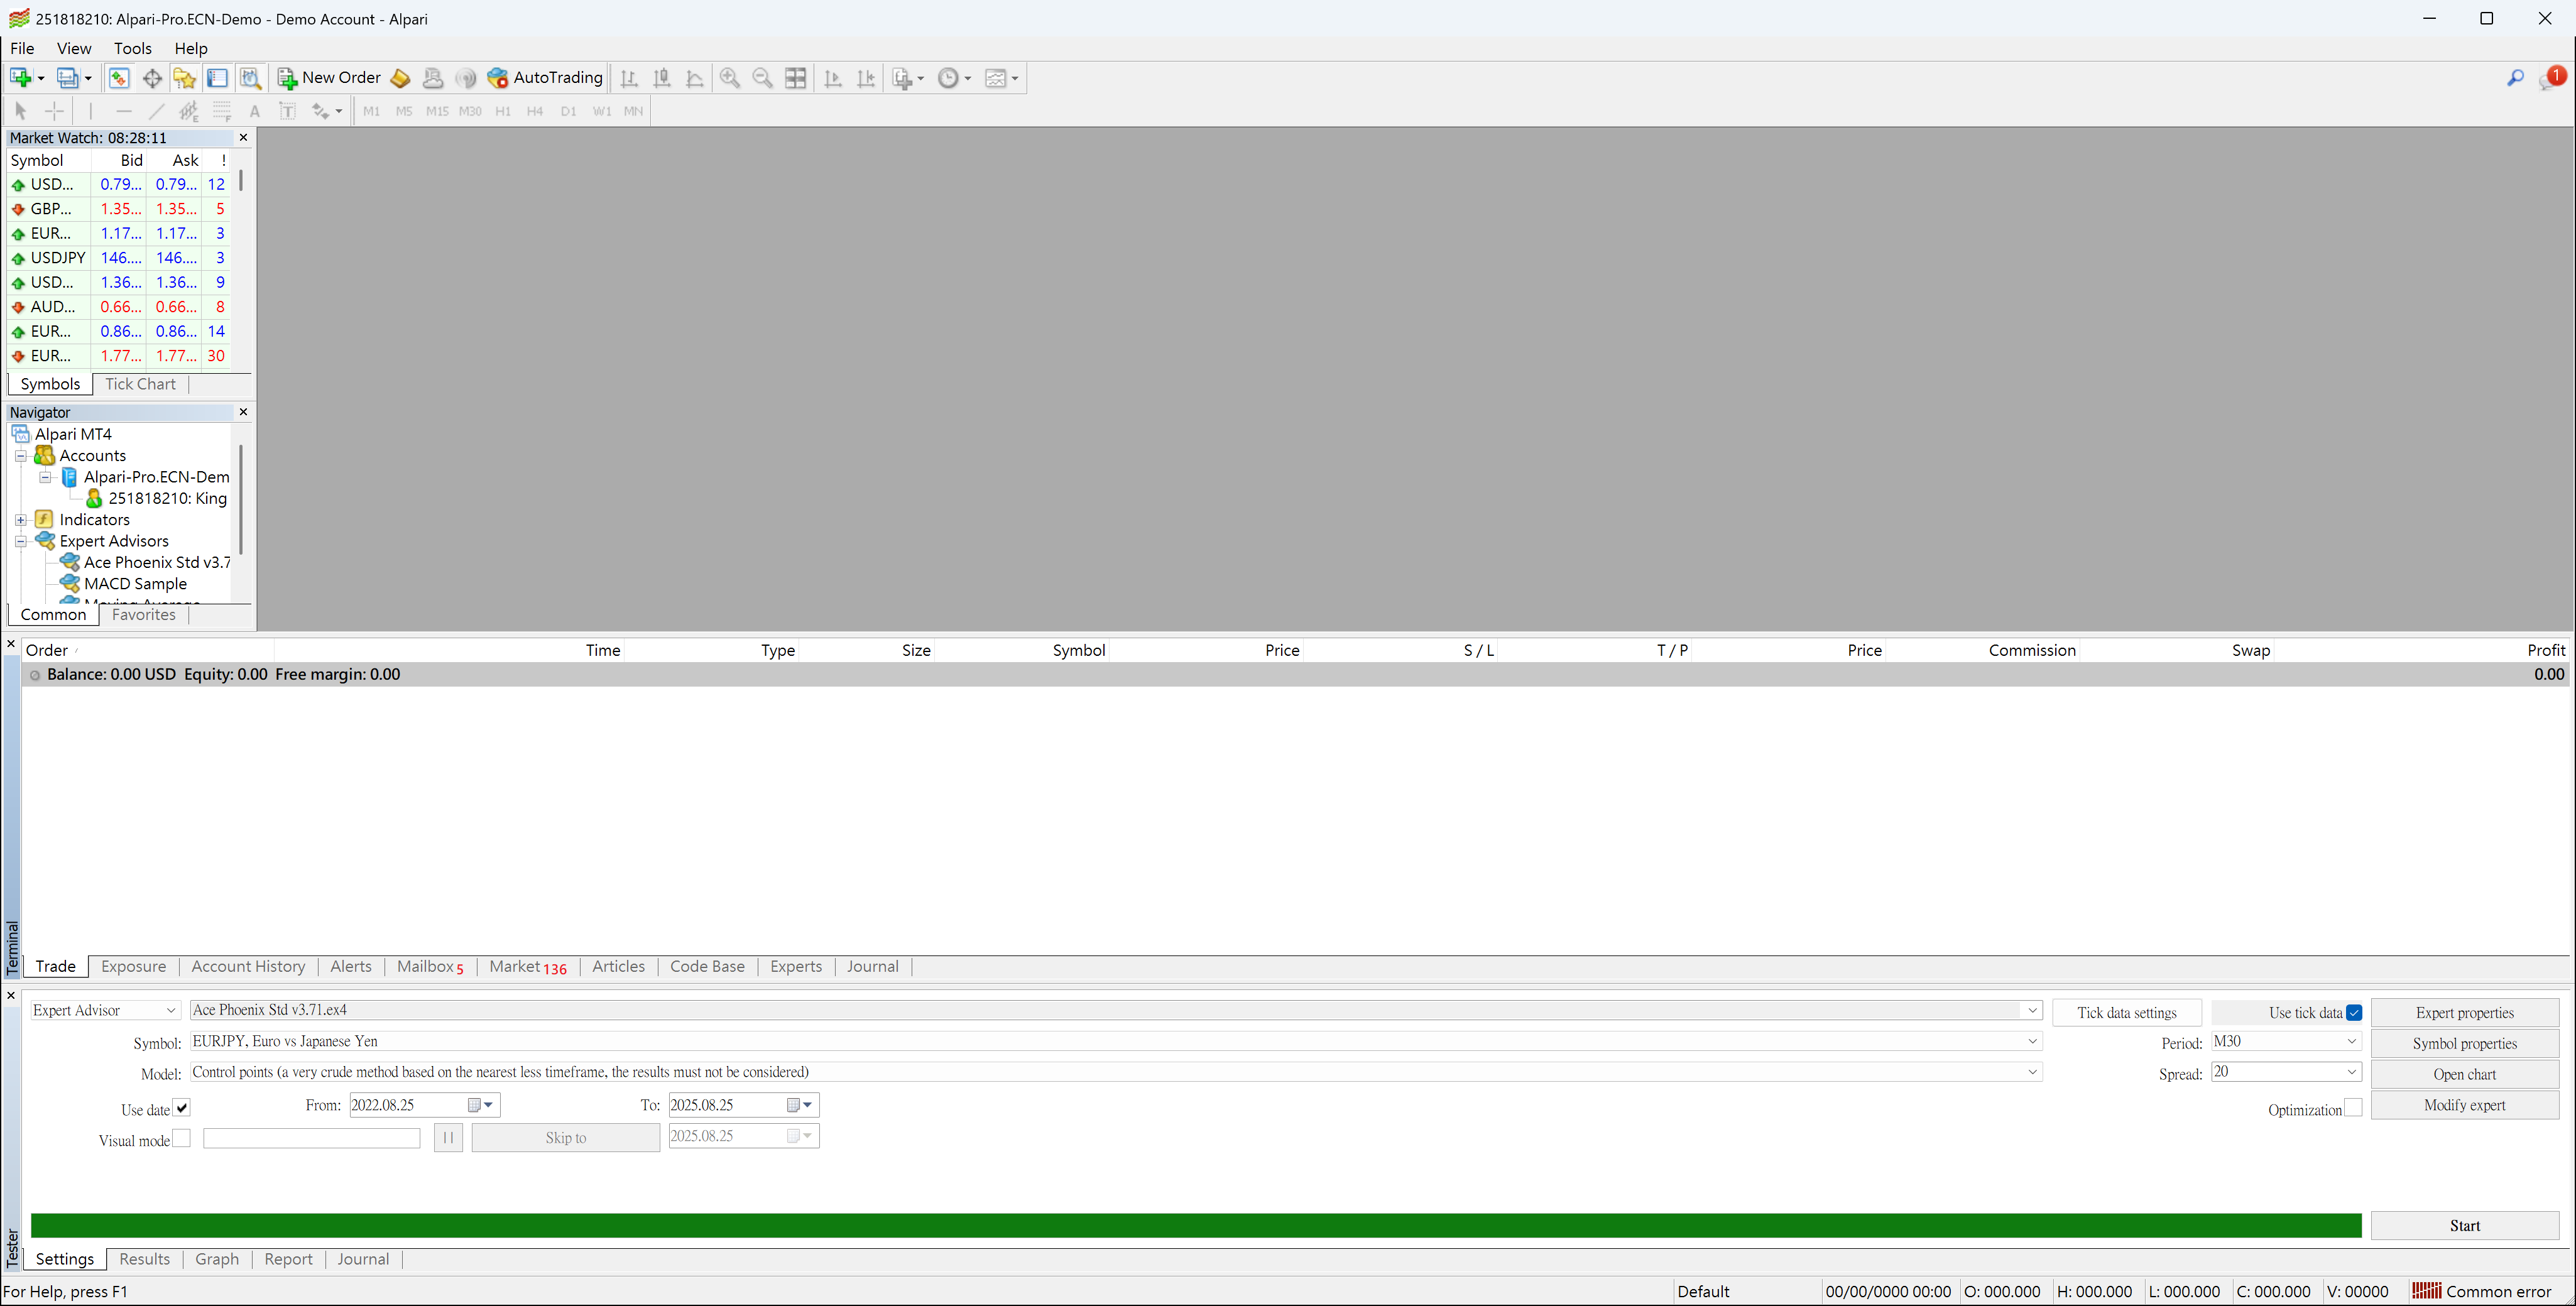 251818210: Alpari-Pro.ECN-Demo - Demo Account - Alpari
File View Tools Help
New Order AutoTrading 1
A T M1 M5 M15 M30 H1 H4 D1 W1 MN
Market Watch: 08:28:11
Symbol Bid Ask !
USD... 0.79... 0.79... 12
GBP... 1.35... 1.35... 5
EUR... 1.17... 1.17... 3
USDJPY 146.... 146.... 3
USD... 1.36... 1.36... 9
AUD... 0.66... 0.66... 8
EUR... 0.86... 0.86... 14
EUR... 1.77... 1.77... 30
Symbols Tick Chart
Navigator
Alpari MT4
Accounts
Alpari-Pro.ECN-Dem
251818210: King
Indicators
Expert Advisors
Ace Phoenix Std v3.7
MACD Sample
Moving Average
Common Favorites
Order Time Type Size Symbol Price S / L T / P Price Commission Swap Profit
Balance: 0.00 USD Equity: 0.00 Free margin: 0.00 0.00
Terminal
Trade Exposure Account History Alerts Mailbox 5 Market 136 Articles Code Base Experts Journal
Expert Advisor Ace Phoenix Std v3.71.ex4 Tick data settings Use tick data Expert properties
Symbol: EURJPY, Euro vs Japanese Yen Period: M30 Symbol properties
Model: Control points (a very crude method based on the nearest less timeframe, the results must not be considered) Spread: 20 Open chart
Use date From: 2022.08.25 To: 2025.08.25 Optimization Modify expert
Visual mode Skip to 2025.08.25
Start
Tester
Settings Results Graph Report Journal
For Help, press F1 Default 00/00/0000 00:00 O: 000.000 H: 000.000 L: 000.000 C: 000.000 V: 00000 Common error